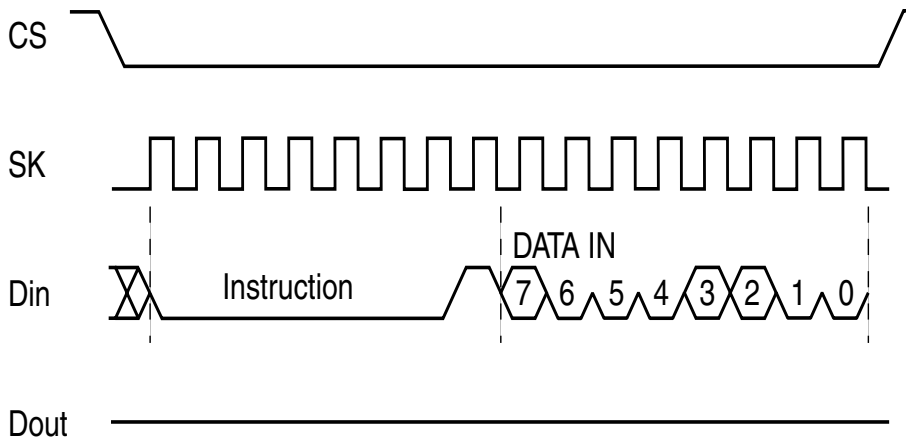 CS
SK
DATA IN
Din Instruction 7 6 5 4 3 2 1 0
Dout